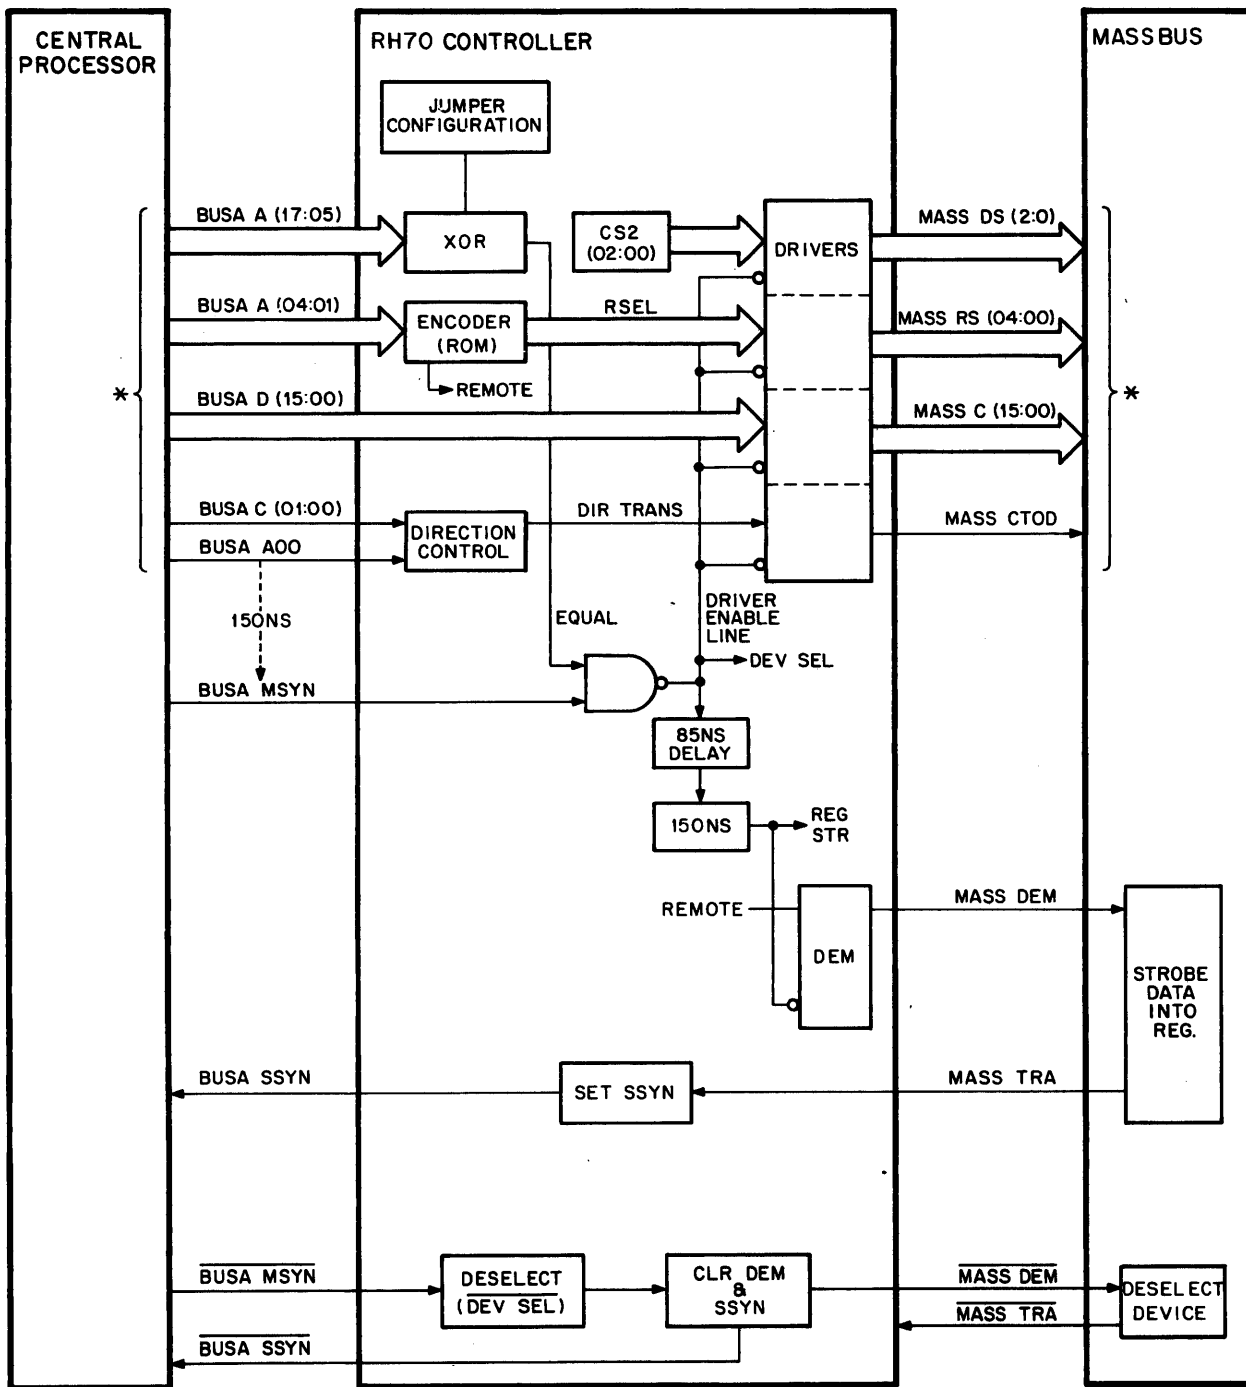 CENTRAL
PROCESSOR
RH70 CONTROLLER
MASSBUS
JUMPER
CONFIGURATION
BUSA A (17:05)
XOR
CS2
(02:00)
DRIVERS
MASS DS (2:0)
BUSA A (04:01)
ENCODER
(ROM)
RSEL
MASS RS (04:00)
REMOTE
*
*
BUSA D (15:00)
MASS C (15:00)
BUSA C (01:00)
DIRECTION
CONTROL
DIR TRANS
MASS CTOD
BUSA A00
150NS
EQUAL
DRIVER
ENABLE
LINE
DEV SEL
BUSA MSYN
85NS
DELAY
150NS
REG
STR
REMOTE
DEM
MASS DEM
STROBE
DATA
INTO
REG.
BUSA SSYN
SET SSYN
MASS TRA
BUSA MSYN
DESELECT
(DEV SEL)
CLR DEM
&
SSYN
MASS DEM
MASS TRA
DESELECT
DEVICE
BUSA SSYN